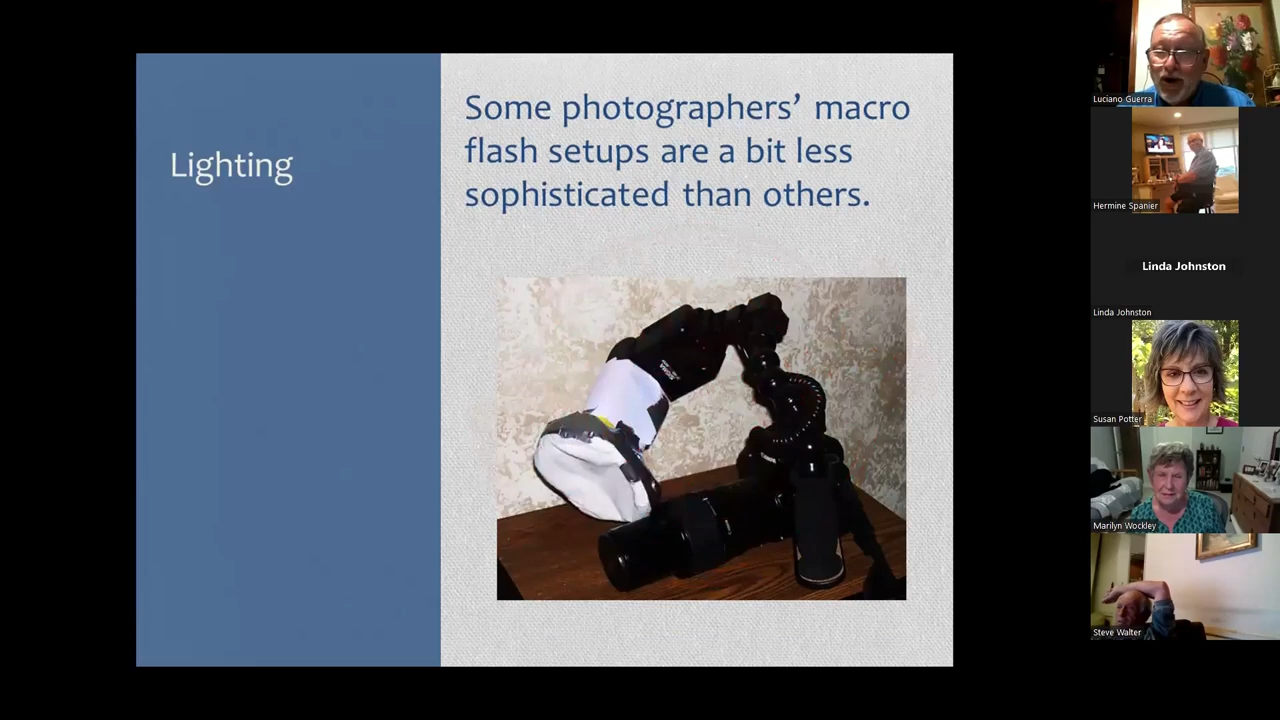 Lighting
Some photographers’ macro
flash setups are a bit less
sophisticated than others.
Luciano Guerra
Hermine Spanier
Linda Johnston
Linda Johnston
Susan Potter
Marilyn Wockley
Steve Walter